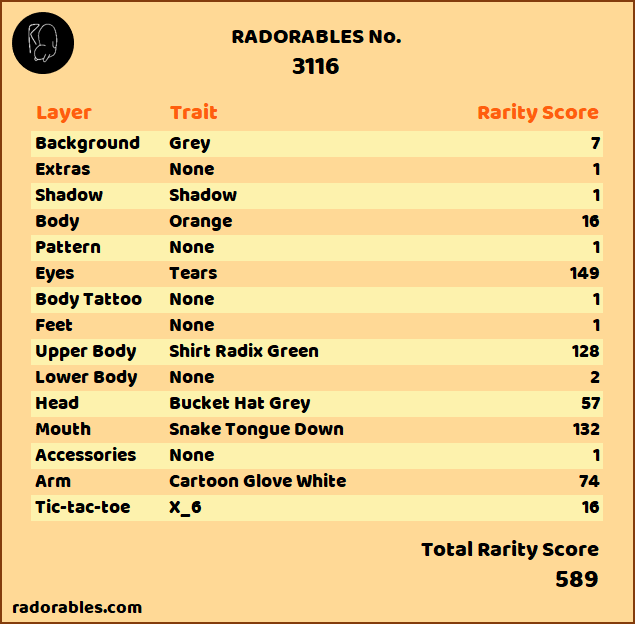 RADORABLES No.
3116
Layer Trait Rarity Score
Background Grey 7
Extras None 1
Shadow Shadow 1
Body Orange 16
Pattern None 1
Eyes Tears 149
Body Tattoo None 1
Feet None 1
Upper Body Shirt Radix Green 128
Lower Body None 2
Head Bucket Hat Grey 57
Mouth Snake Tongue Down 132
Accessories None 1
Arm Cartoon Glove White 74
Tic-tac-toe X_6 16
Total Rarity Score
589
radorables.com